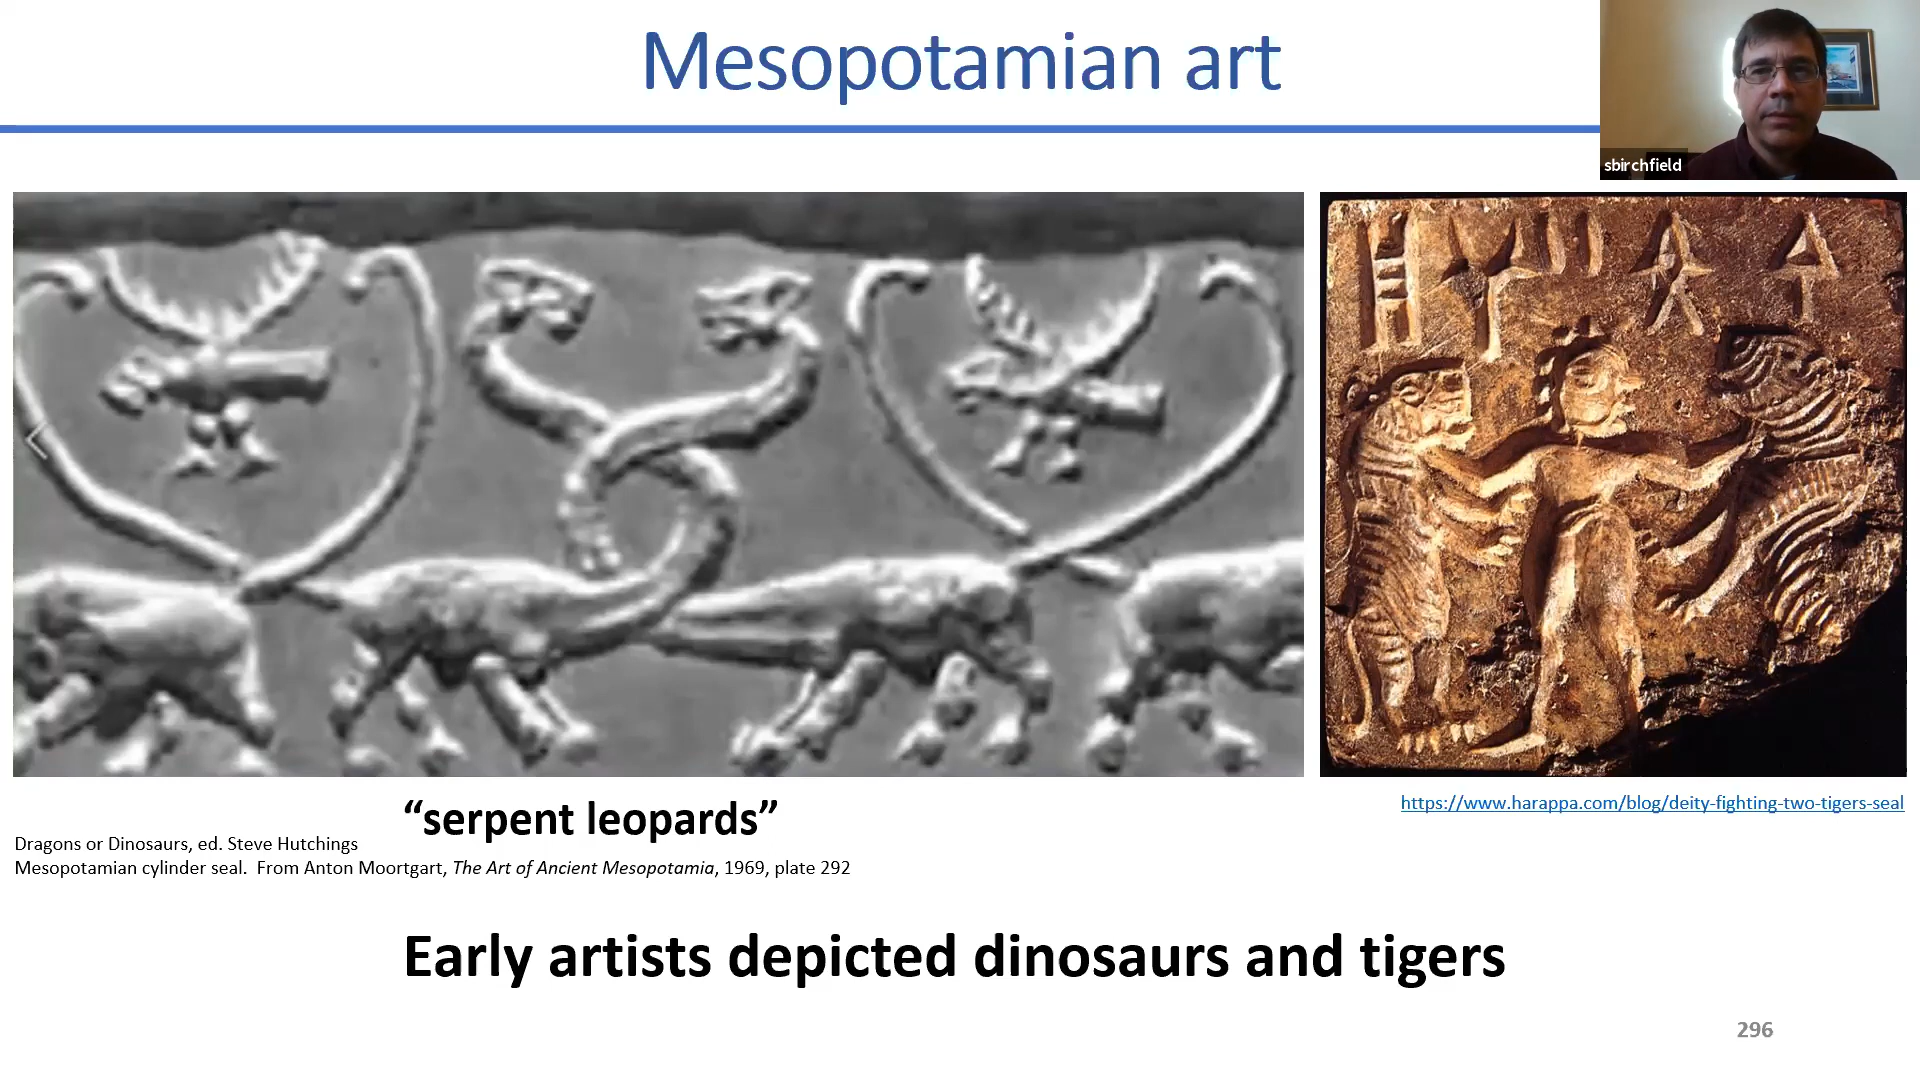 Mesopotamian art
sbirchfield
"serpent leopards"
https://www.harappa.com/blog/deity-fighting-two-tigers-seal
Dragons or Dinosaurs, ed. Steve Hutchings
Mesopotamian cylinder seal.  From Anton Moortgart, The Art of Ancient Mesopotamia, 1969, plate 292
Early artists depicted dinosaurs and tigers
296